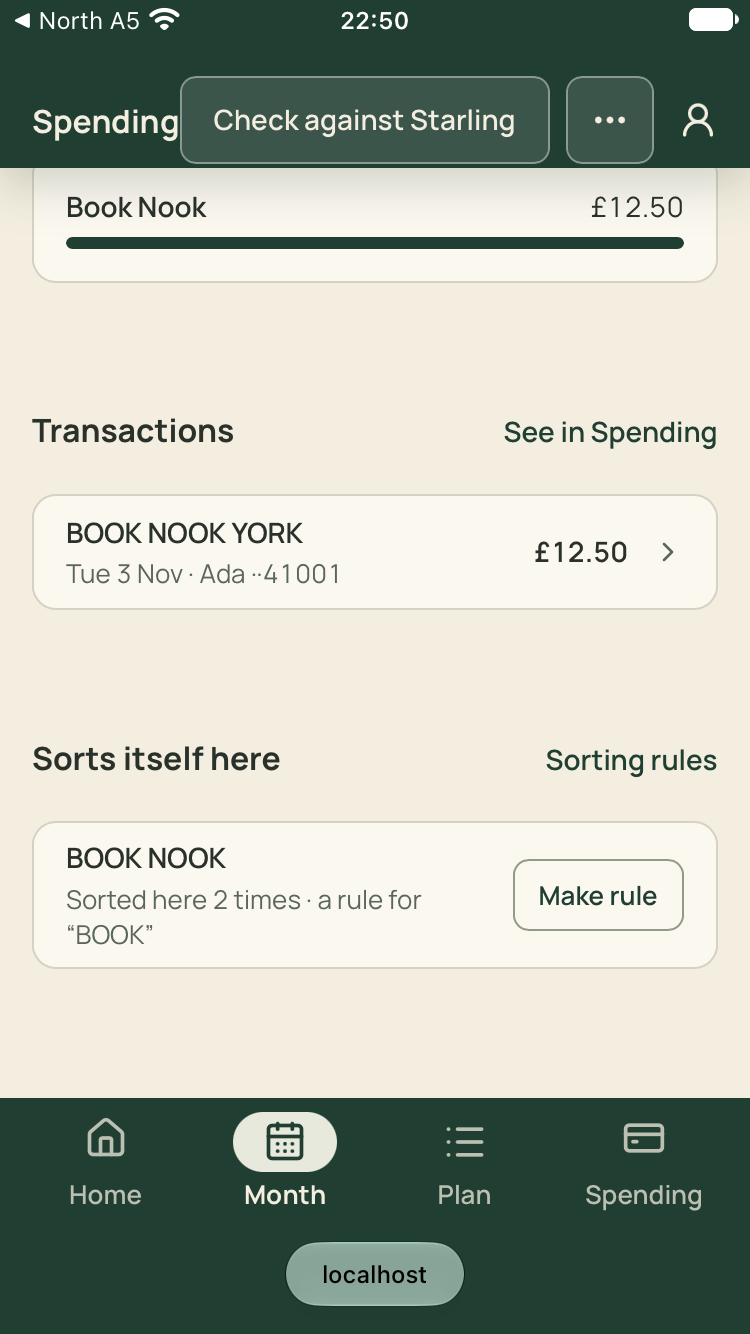 ◀ North A5 22:50
Spending Check against Starling ···
Book Nook £12.50
Transactions See in Spending
BOOK NOOK YORK
£12.50
Tue 3 Nov · Ada ··41001
Sorts itself here Sorting rules
BOOK NOOK
Sorted here 2 times · a rule for
“BOOK”
Make rule
Home Month Plan Spending
localhost